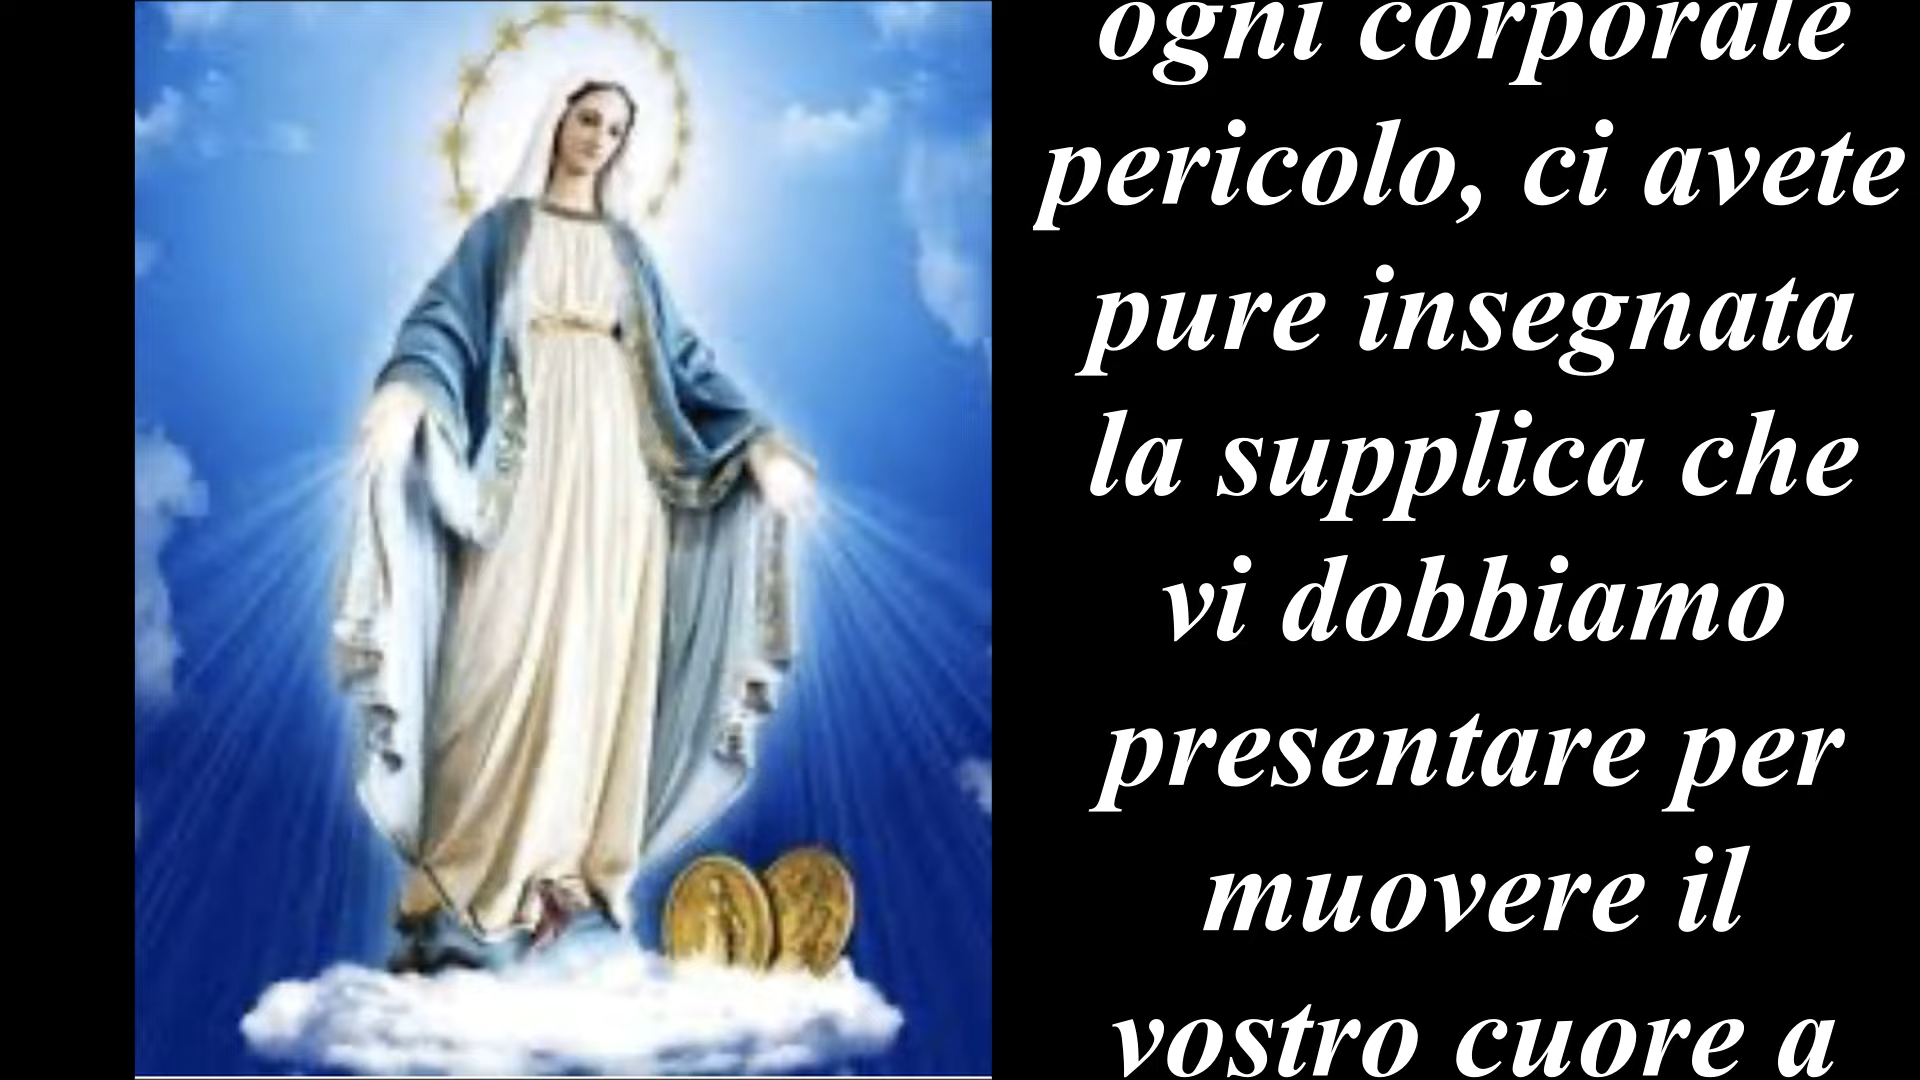 ogni corporale
pericolo, ci avete
pure insegnata
la supplica che
vi dobbiamo
presentare per
muovere il
vostro cuore a